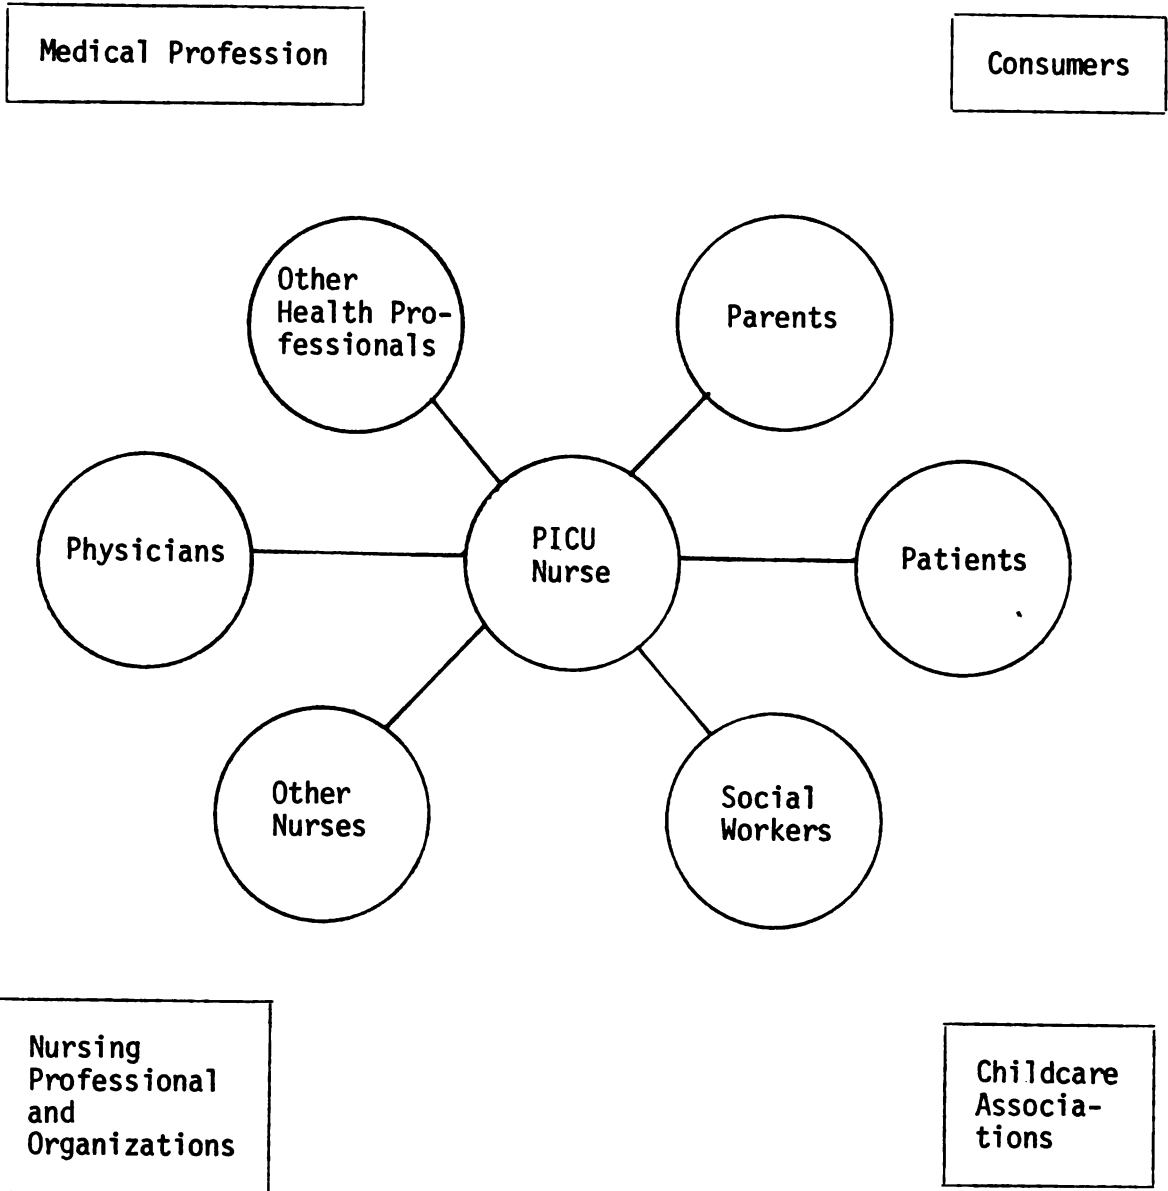 Medical Profession
Consumers
Other
Health Pro-
fessionals
Parents
Physicians
PICU
Nurse
Patients
Other
Nurses
Social
Workers
Nursing
Professional
and
Organizations
Childcare
Associa-
tions